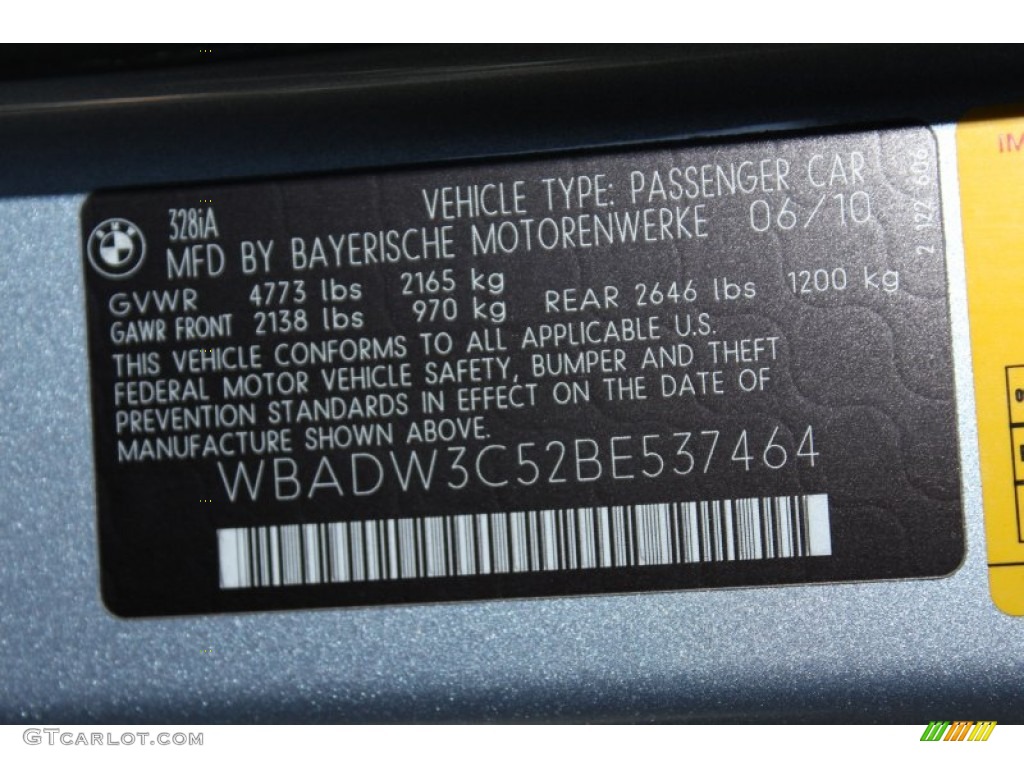 VEHICLE TYPE: PASSENGER CAR
328iA
MFD BY BAYERISCHE MOTORENWERKE 06/10
2 122 606
GVWR 4773 lbs 2165 kg
GAWR FRONT 2138 lbs 970 kg REAR 2646 lbs 1200 kg
THIS VEHICLE CONFORMS TO ALL APPLICABLE U.S.
FEDERAL MOTOR VEHICLE SAFETY, BUMPER AND THEFT
PREVENTION STANDARDS IN EFFECT ON THE DATE OF
MANUFACTURE SHOWN ABOVE.
WBADW3C52BE537464
GTCarlot.com